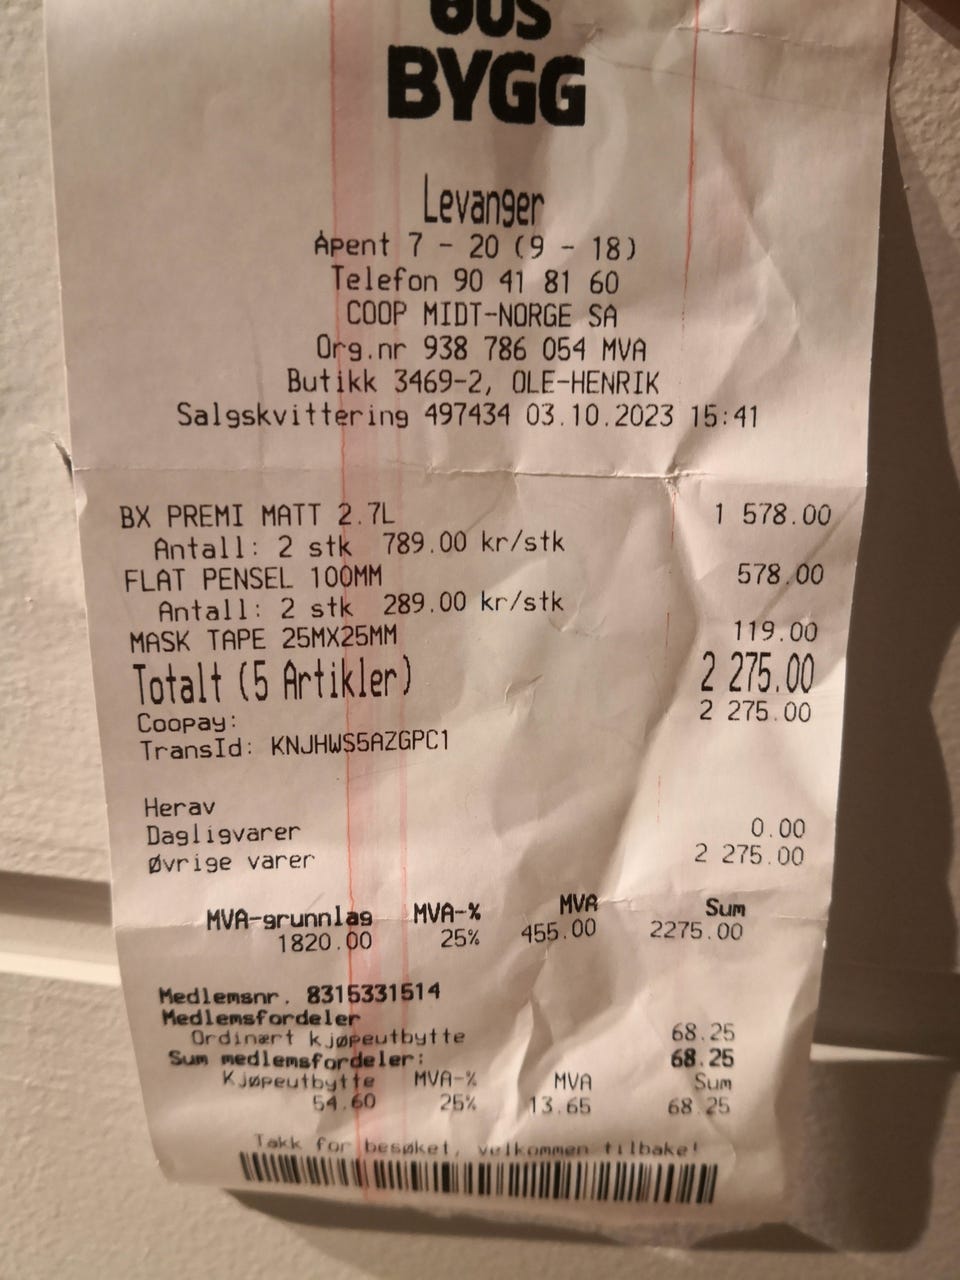 BYGG
Levanger
Åpent 7 - 20 (9 - 18)
Telefon 90 41 81 60
COOP MIDT-NORGE SA
Org.nr 938 786 054 MVA
Butikk 3469-2, OLE-HENRIK
Salgskvittering 497434 03.10.2023 15:41
BX PREMI MATT 2.7L 1 578.00
Antall: 2 stk 789.00 kr/stk
FLAT PENSEL 100MM 578.00
Antall: 2 stk 289.00 kr/stk
MASK TAPE 25MX25MM 119.00
Totalt (5 Artikler) 2 275.00
Coopay: 2 275.00
TransId: KNJHWS5AZGPC1
Herav
Dagligvarer 0.00
Øvrige varer 2 275.00
MVA-grunnlag MVA-% MVA Sum
1820.00 25% 455.00 2275.00
Medlemsnr. 8315331514
Medlemsfordeler
Ordinært kjøpeutbytte 68.25
Sum medlemsfordeler: 68.25
Kjøpeutbytte MVA-% MVA Sum
54.60 25% 13.65 68.25
Takk for besøket, velkommen tilbake!